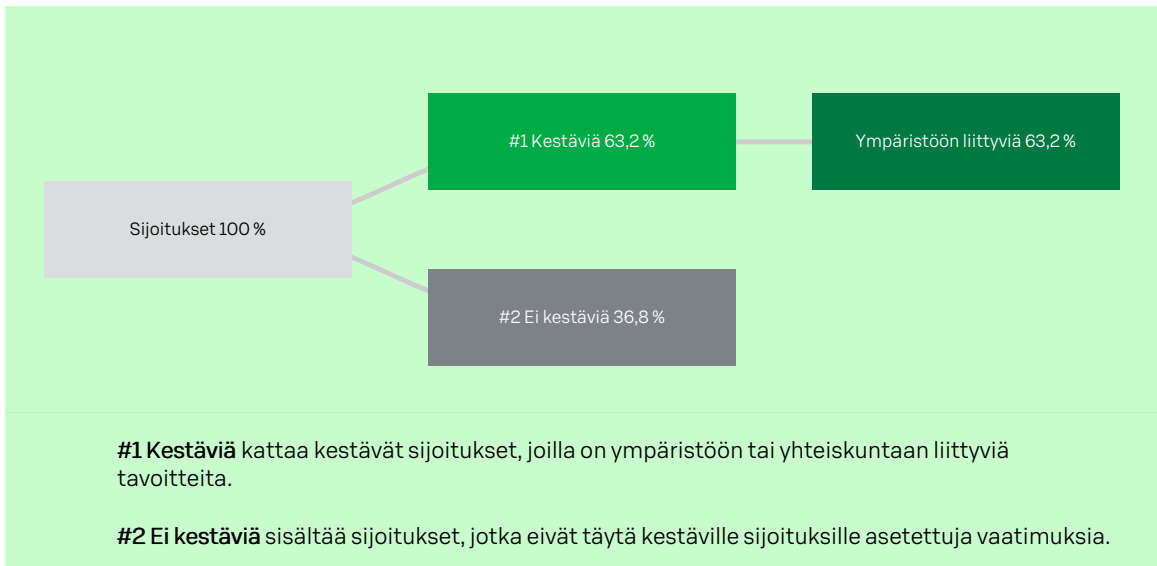 #1 Kestäviä 63,2 %
Ympäristöön liittyviä 63,2 %
Sijoitukset 100 %
#2 Ei kestäviä 36,8 %
#1 Kestäviä kattaa kestävät sijoitukset, joilla on ympäristöön tai yhteiskuntaan liittyviä
tavoitteita.
#2 Ei kestäviä sisältää sijoitukset, jotka eivät täytä kestäville sijoituksille asetettuja vaatimuksia.